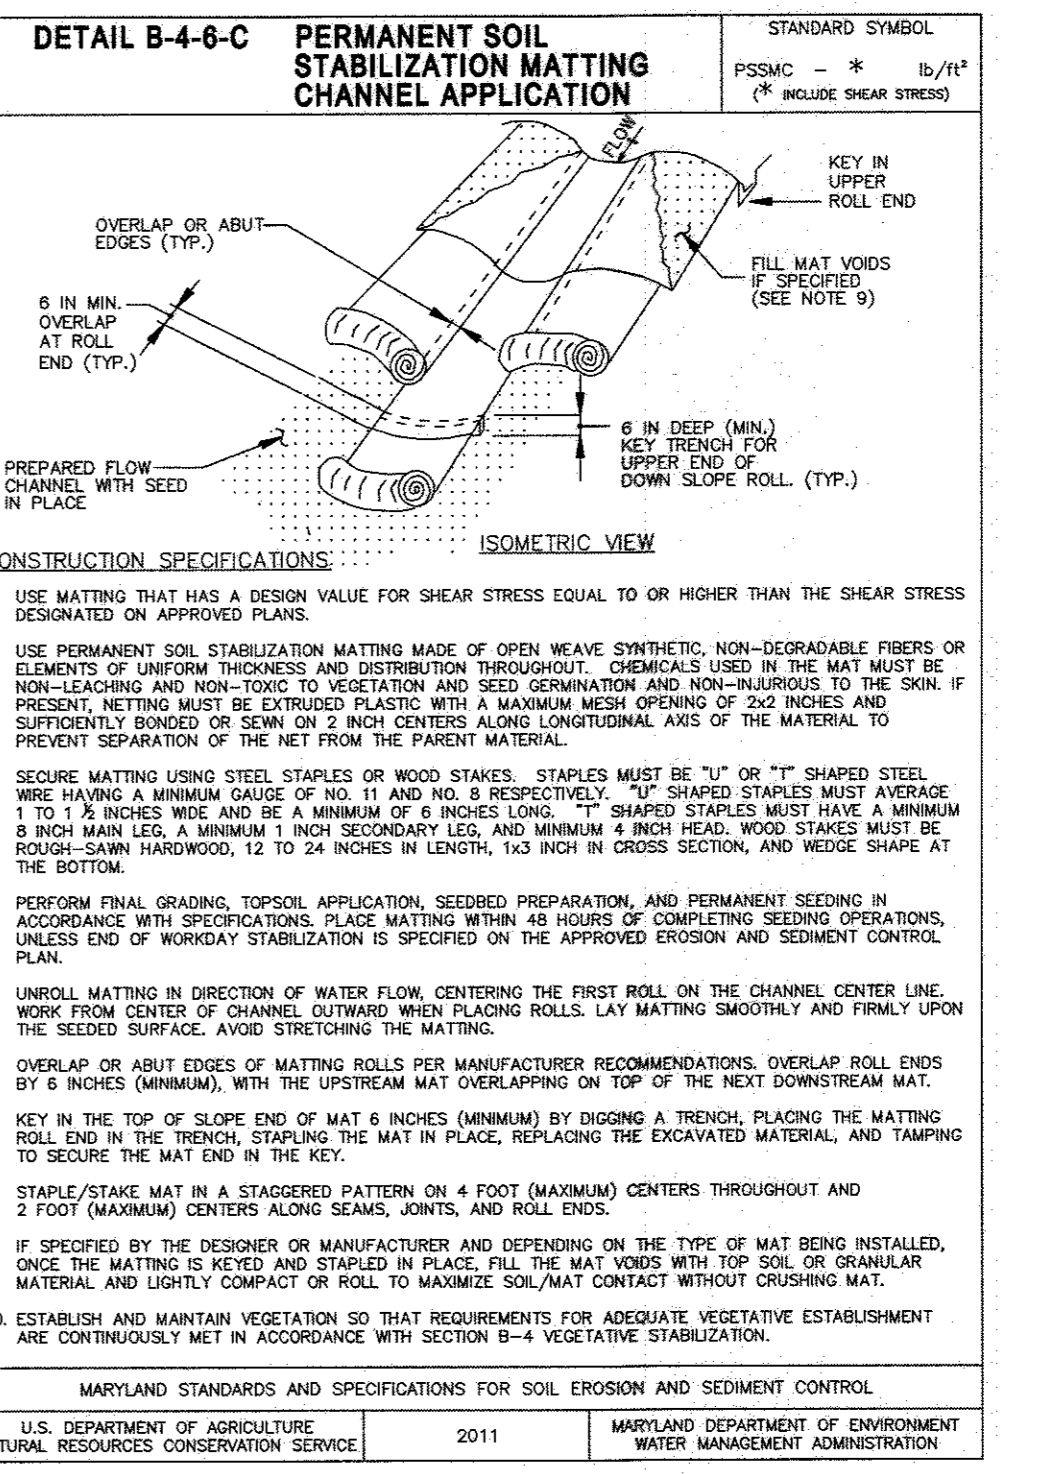 DETAIL B-4-6-C
PERMANENT SOIL
STABILIZATION MATTING
CHANNEL APPLICATION
STANDARD SYMBOL
PSSMC - * lb/ft²
(* INCLUDE SHEAR STRESS)
FLOW
KEY IN
UPPER
ROLL END
OVERLAP OR ABUT
EDGES (TYP.)
FILL MAT VOIDS
IF SPECIFIED
(SEE NOTE 9)
6 IN MIN.
OVERLAP
AT ROLL
END (TYP.)
6 IN DEEP (MIN.)
KEY TRENCH FOR
UPPER END OF
DOWN SLOPE ROLL. (TYP.)
PREPARED FLOW
CHANNEL WITH SEED
IN PLACE
ISOMETRIC VIEW
ONSTRUCTION SPECIFICATIONS:
USE MATTING THAT HAS A DESIGN VALUE FOR SHEAR STRESS EQUAL TO OR HIGHER THAN THE SHEAR STRESS
DESIGNATED ON APPROVED PLANS.
USE PERMANENT SOIL STABILIZATION MATTING MADE OF OPEN WEAVE SYNTHETIC, NON-DEGRADABLE FIBERS OR
ELEMENTS OF UNIFORM THICKNESS AND DISTRIBUTION THROUGHOUT. CHEMICALS USED IN THE MAT MUST BE
NON-LEACHING AND NON-TOXIC TO VEGETATION AND SEED GERMINATION AND NON-INJURIOUS TO THE SKIN. IF
PRESENT, NETTING MUST BE EXTRUDED PLASTIC WITH A MAXIMUM MESH OPENING OF 2x2 INCHES AND
SUFFICIENTLY BONDED OR SEWN ON 2 INCH CENTERS ALONG LONGITUDINAL AXIS OF THE MATERIAL TO
PREVENT SEPARATION OF THE NET FROM THE PARENT MATERIAL.
SECURE MATTING USING STEEL STAPLES OR WOOD STAKES. STAPLES MUST BE "U" OR "T" SHAPED STEEL
WIRE HAVING A MINIMUM GAUGE OF NO. 11 AND NO. 8 RESPECTIVELY. "U" SHAPED STAPLES MUST AVERAGE
1 TO 1 ½ INCHES WIDE AND BE A MINIMUM OF 6 INCHES LONG. "T" SHAPED STAPLES MUST HAVE A MINIMUM
8 INCH MAIN LEG, A MINIMUM 1 INCH SECONDARY LEG, AND MINIMUM 4 INCH HEAD. WOOD STAKES MUST BE
ROUGH-SAWN HARDWOOD, 12 TO 24 INCHES IN LENGTH, 1x3 INCH IN CROSS SECTION, AND WEDGE SHAPE AT
THE BOTTOM.
PERFORM FINAL GRADING, TOPSOIL APPLICATION, SEEDBED PREPARATION, AND PERMANENT SEEDING IN
ACCORDANCE WITH SPECIFICATIONS. PLACE MATTING WITHIN 48 HOURS OF COMPLETING SEEDING OPERATIONS,
UNLESS END OF WORKDAY STABILIZATION IS SPECIFIED ON THE APPROVED EROSION AND SEDIMENT CONTROL
PLAN.
UNROLL MATTING IN DIRECTION OF WATER FLOW, CENTERING THE FIRST ROLL ON THE CHANNEL CENTER LINE.
WORK FROM CENTER OF CHANNEL OUTWARD WHEN PLACING ROLLS. LAY MATTING SMOOTHLY AND FIRMLY UPON
THE SEEDED SURFACE. AVOID STRETCHING THE MATTING.
OVERLAP OR ABUT EDGES OF MATTING ROLLS PER MANUFACTURER RECOMMENDATIONS. OVERLAP ROLL ENDS
BY 6 INCHES (MINIMUM), WITH THE UPSTREAM MAT OVERLAPPING ON TOP OF THE NEXT DOWNSTREAM MAT.
KEY IN THE TOP OF SLOPE END OF MAT 6 INCHES (MINIMUM) BY DIGGING A TRENCH, PLACING THE MATTING
ROLL END IN THE TRENCH, STAPLING THE MAT IN PLACE, REPLACING THE EXCAVATED MATERIAL, AND TAMPING
TO SECURE THE MAT END IN THE KEY.
STAPLE/STAKE MAT IN A STAGGERED PATTERN ON 4 FOOT (MAXIMUM) CENTERS THROUGHOUT AND
2 FOOT (MAXIMUM) CENTERS ALONG SEAMS, JOINTS, AND ROLL ENDS.
IF SPECIFIED BY THE DESIGNER OR MANUFACTURER AND DEPENDING ON THE TYPE OF MAT BEING INSTALLED,
ONCE THE MATTING IS KEYED AND STAPLED IN PLACE, FILL THE MAT VOIDS WITH TOP SOIL OR GRANULAR
MATERIAL AND LIGHTLY COMPACT OR ROLL TO MAXIMIZE SOIL/MAT CONTACT WITHOUT CRUSHING MAT.
0. ESTABLISH AND MAINTAIN VEGETATION SO THAT REQUIREMENTS FOR ADEQUATE VEGETATIVE ESTABLISHMENT
ARE CONTINUOUSLY MET IN ACCORDANCE WITH SECTION B-4 VEGETATIVE STABILIZATION.
MARYLAND STANDARDS AND SPECIFICATIONS FOR SOIL EROSION AND SEDIMENT CONTROL
U.S. DEPARTMENT OF AGRICULTURE
TURAL RESOURCES CONSERVATION SERVICE
2011
MARYLAND DEPARTMENT OF ENVIRONMENT
WATER MANAGEMENT ADMINISTRATION